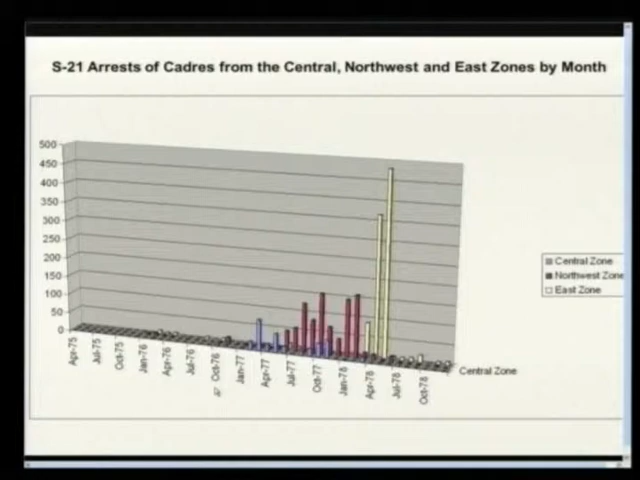 S-21 Arrests of Cadres from the Central, Northwest and East Zones by Month
500
450
400
350
300
250
200
150
100
50
0
Apr-75
Jul-75
Oct-75
Jan-76
Apr-76
Jul-76
Oct-76
Jan-77
Apr-77
Jul-77
Oct-77
Jan-78
Apr-78
Jul-78
Oct-78
Central Zone
Central Zone
Northwest Zone
East Zone